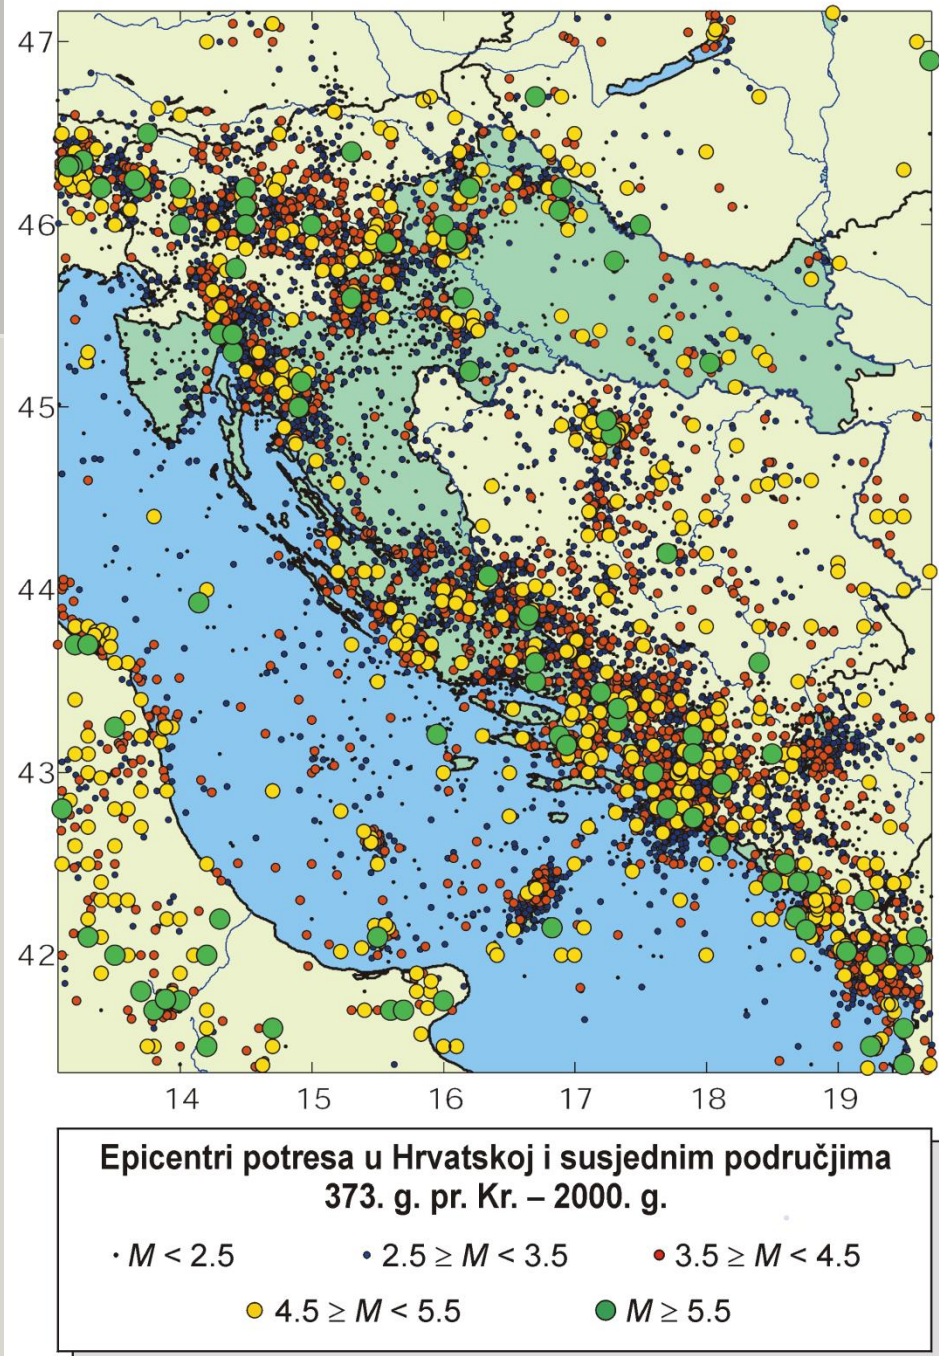 47
46
45
44
43
42
14 15 16 17 18 19
Epicentri potresa u Hrvatskoj i susjednim područjima
373. g. pr. Kr. – 2000. g.
M < 2.5 2.5 ≥ M < 3.5 3.5 ≥ M < 4.5
4.5 ≥ M < 5.5 M ≥ 5.5